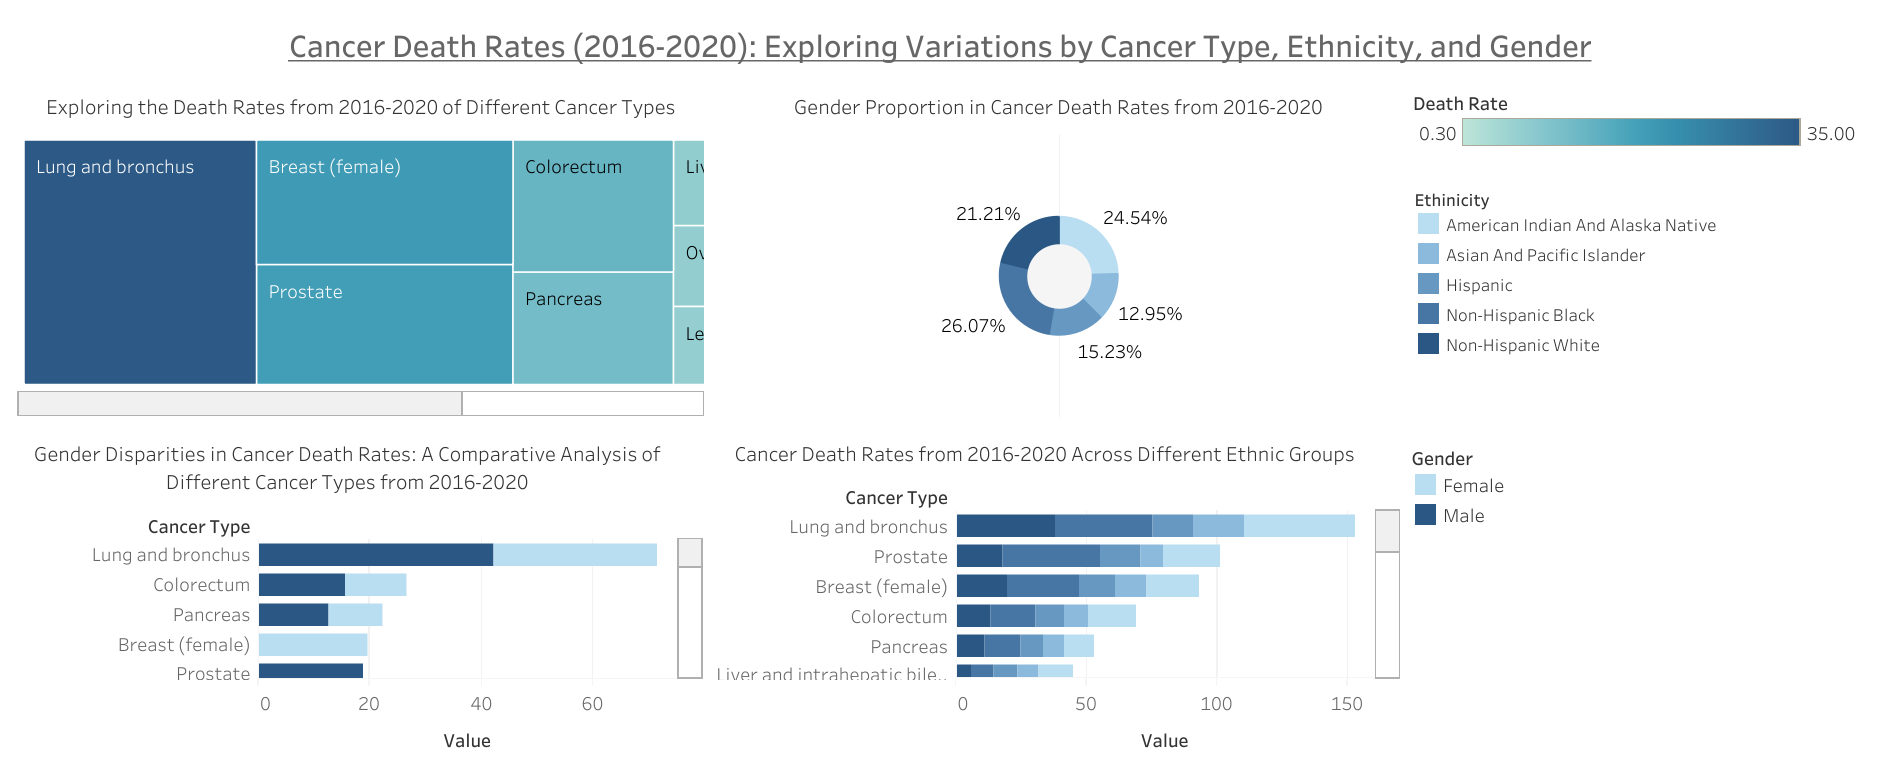 Cancer Death Rates (2016-2020): Exploring Variations by Cancer Type, Ethnicity, and Gender
Exploring the Death Rates from 2016-2020 of Different Cancer Types
Lung and bronchus
Breast (female)
Colorectum
Liv
Ov
Prostate
Pancreas
Le
Gender Proportion in Cancer Death Rates from 2016-2020
21.21%
24.54%
12.95%
26.07%
15.23%
Death Rate
0.30
35.00
Ethinicity
American Indian And Alaska Native
Asian And Pacific Islander
Hispanic
Non-Hispanic Black
Non-Hispanic White
Gender Disparities in Cancer Death Rates: A Comparative Analysis of
Different Cancer Types from 2016-2020
Cancer Type
Lung and bronchus
Colorectum
Pancreas
Breast (female)
Prostate
0 20 40 60
Value
Cancer Death Rates from 2016-2020 Across Different Ethnic Groups
Cancer Type
Lung and bronchus
Prostate
Breast (female)
Colorectum
Pancreas
Liver and intrahepatic bile..
0 50 100 150
Value
Gender
Female
Male